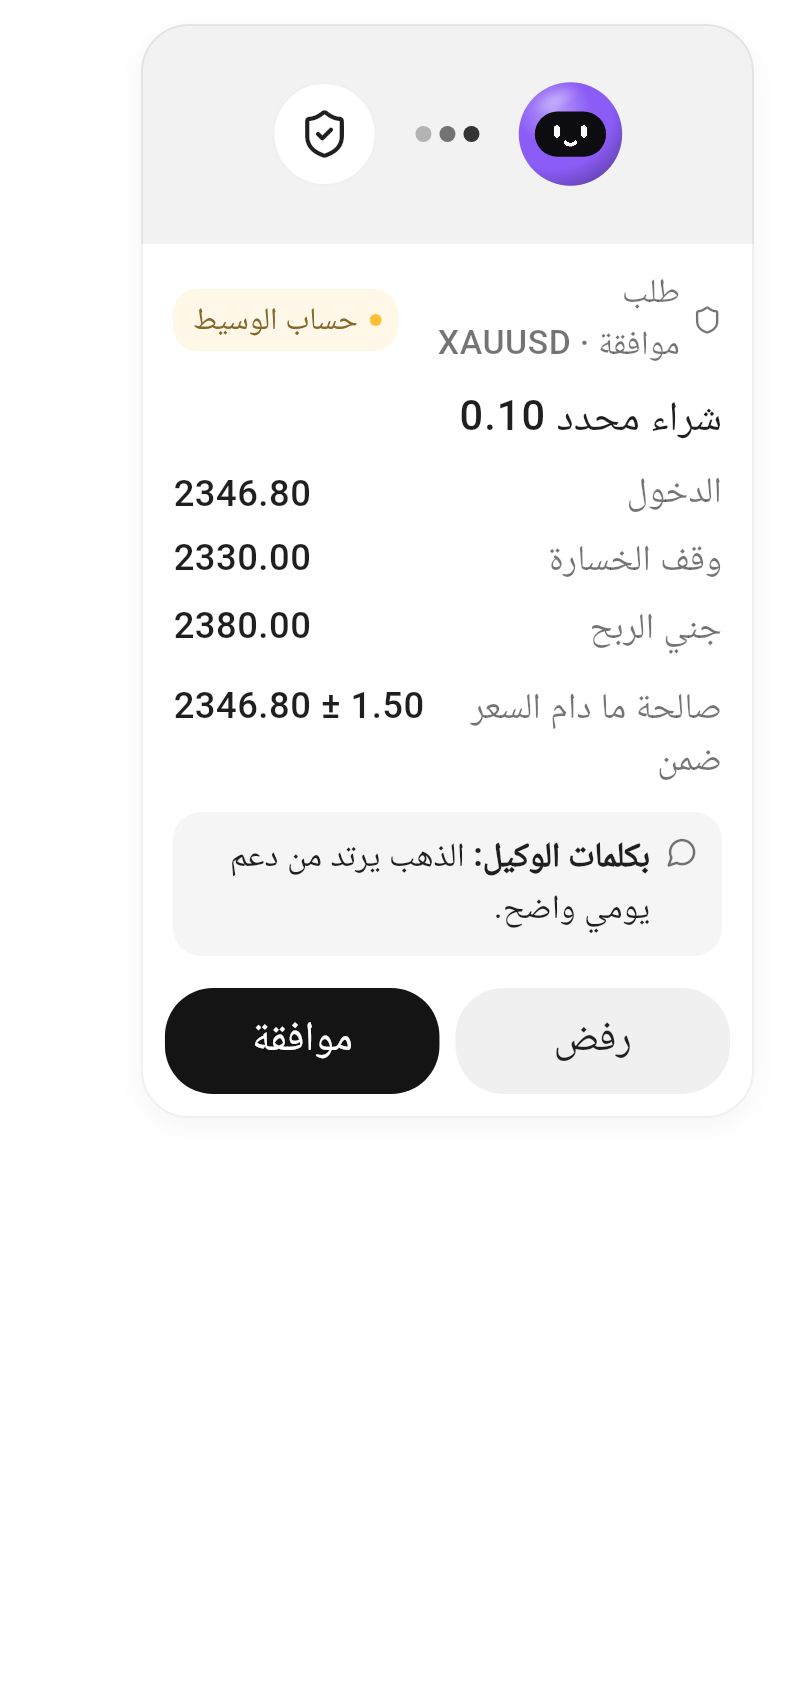 طلب
موافقة · XAUUSD
حساب الوسيط
شراء محدد 0.10
الدخول 2346.80
وقف الخسارة 2330.00
جني الربح 2380.00
صالحة ما دام السعر 2346.80 ± 1.50
ضمن
بكلمات الوكيل: الذهب يرتد من دعم
يومي واضح.
رفض
موافقة